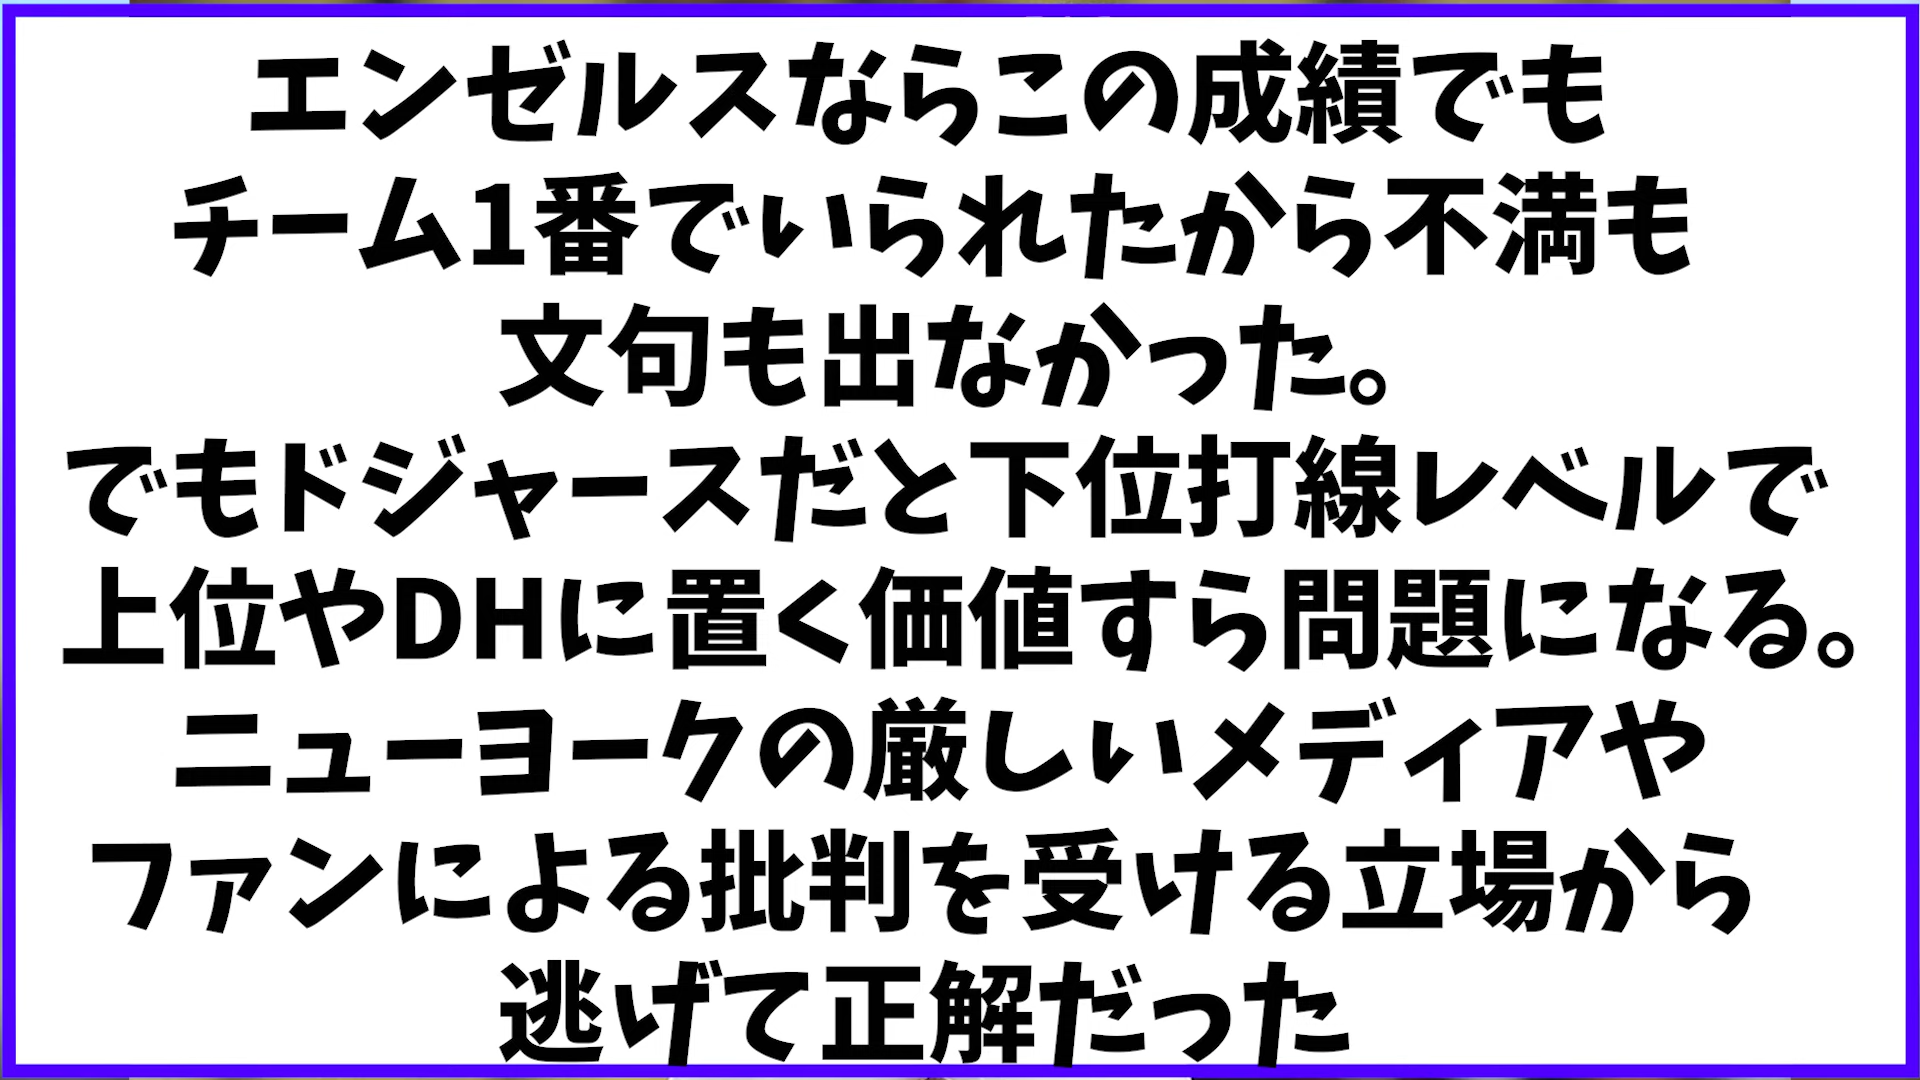 エンゼルスならこの成績でも
チーム1番でいられたから不満も
文句も出なかった。
でもドジャースだと下位打線レベルで
上位やDHに置く価値すら問題になる。
ニューヨークの厳しいメディアや
ファンによる批判を受ける立場から
逃げて正解だった